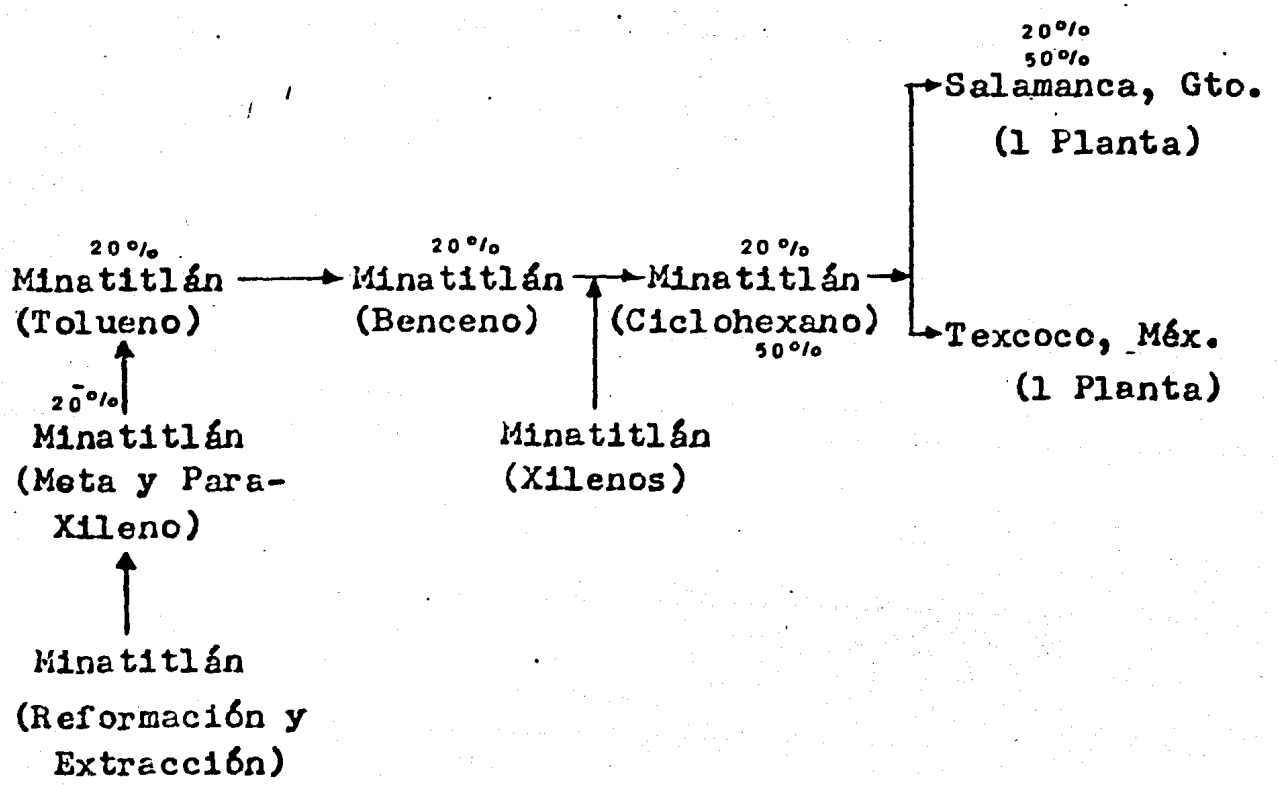 20%
50%
Salamanca, Gto.
(1 Planta)
20%
Minatitlán
(Tolueno)
20%
Minatitlán
(Benceno)
20%
Minatitlán
(Ciclohexano)
50%
Texcoco, Méx.
(1 Planta)
20%
Minatitlán
(Meta y Para-
Xileno)
Minatitlán
(Xilenos)
Minatitlán
(Reformación y
Extracción)